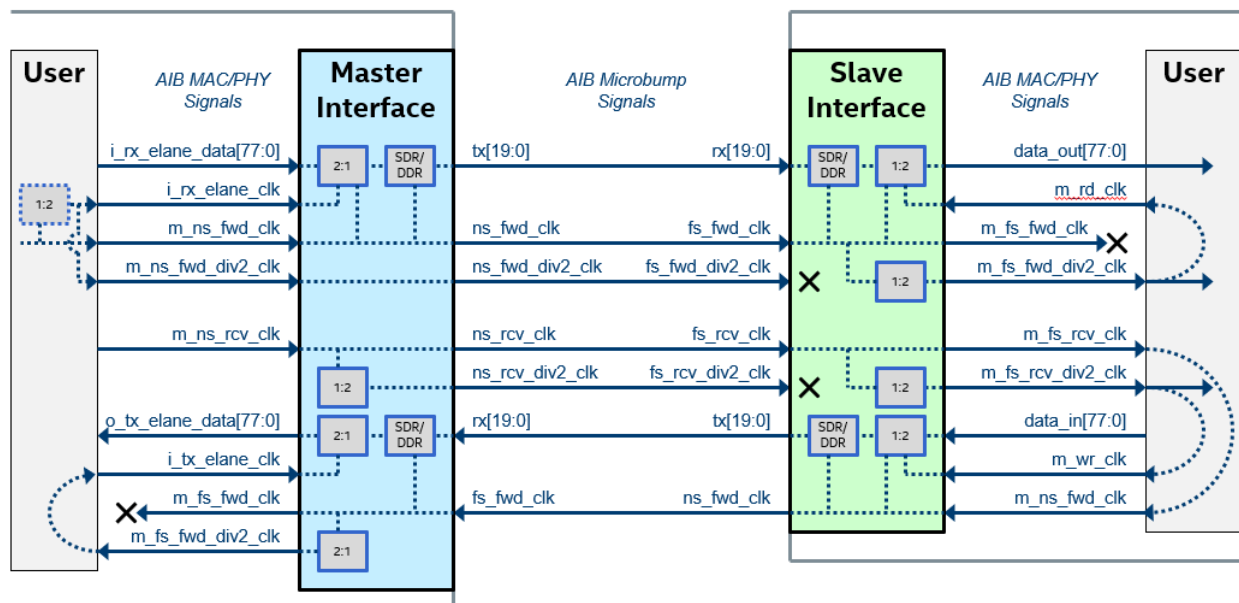 User
AIB MAC/PHY
Signals
Master
Interface
AIB Microbump
Signals
Slave
Interface
AIB MAC/PHY
Signals
User
i_rx_elane_data[77:0]
2:1
SDR/
DDR
tx[19:0]
rx[19:0]
SDR/
DDR
1:2
data_out[77:0]
1:2
i_rx_elane_clk
m_rd_clk
m_ns_fwd_clk
ns_fwd_clk
fs_fwd_clk
m_fs_fwd_clk
m_ns_fwd_div2_clk
ns_fwd_div2_clk
fs_fwd_div2_clk
1:2
m_fs_fwd_div2_clk
m_ns_rcv_clk
ns_rcv_clk
fs_rcv_clk
m_fs_rcv_clk
1:2
ns_rcv_div2_clk
fs_rcv_div2_clk
1:2
m_fs_rcv_div2_clk
o_tx_elane_data[77:0]
2:1
SDR/
DDR
rx[19:0]
tx[19:0]
SDR/
DDR
1:2
data_in[77:0]
i_tx_elane_clk
m_wr_clk
m_fs_fwd_clk
fs_fwd_clk
ns_fwd_clk
m_ns_fwd_clk
m_fs_fwd_div2_clk
2:1